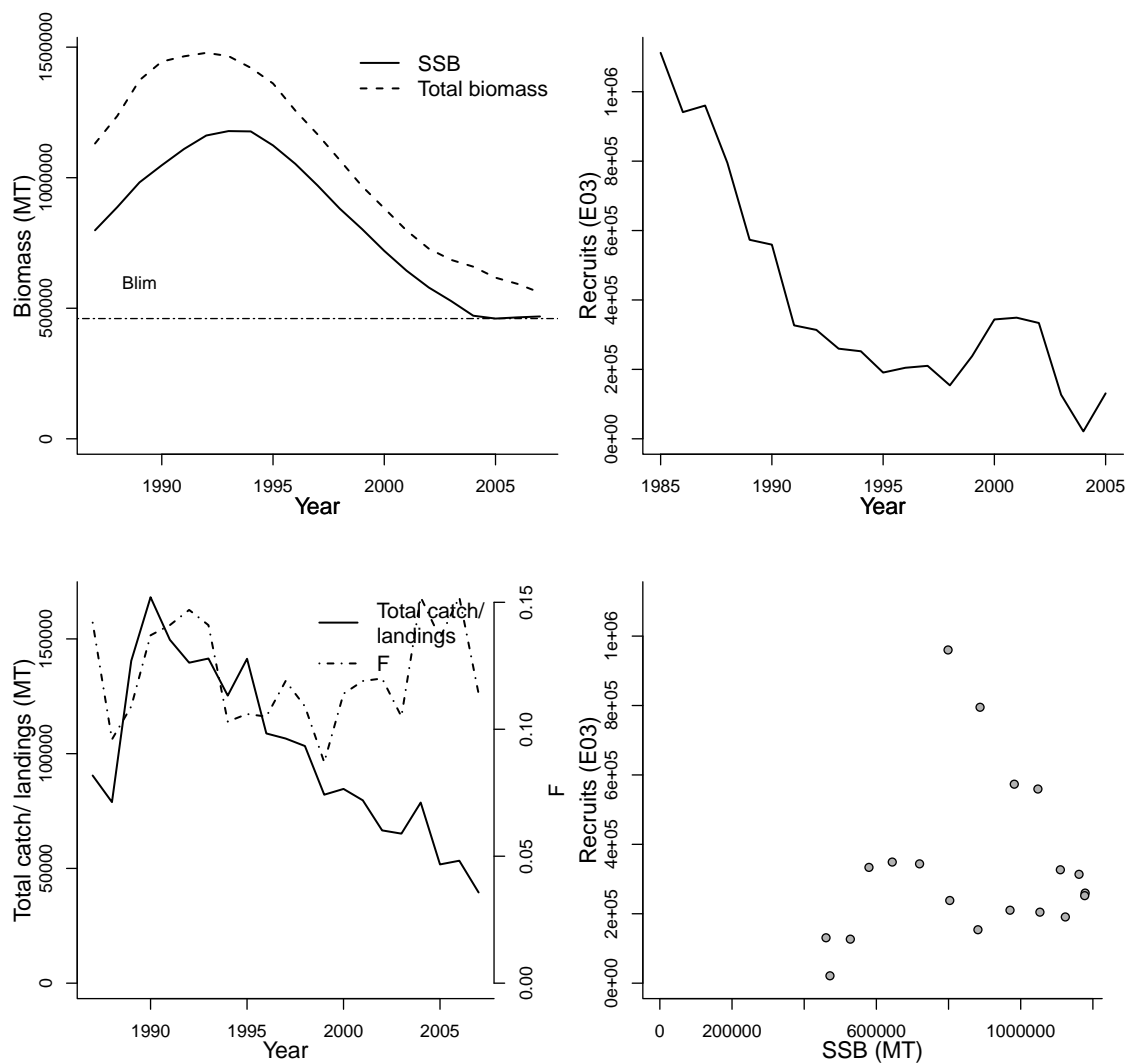 SSB
Total biomass
Blim
Biomass (MT)
0
500000
1000000
1500000
1990
1995
2000
2005
Year
Recruits (E03)
0e+00
2e+05
4e+05
6e+05
8e+05
1e+06
1985
1990
1995
2000
2005
Year
Total catch/
landings
F
Total catch/ landings (MT)
0
50000
100000
150000
1990
1995
2000
2005
Year
0.00
0.05
0.10
0.15
F
Recruits (E03)
0e+00
2e+05
4e+05
6e+05
8e+05
1e+06
0
200000
600000
1000000
SSB (MT)